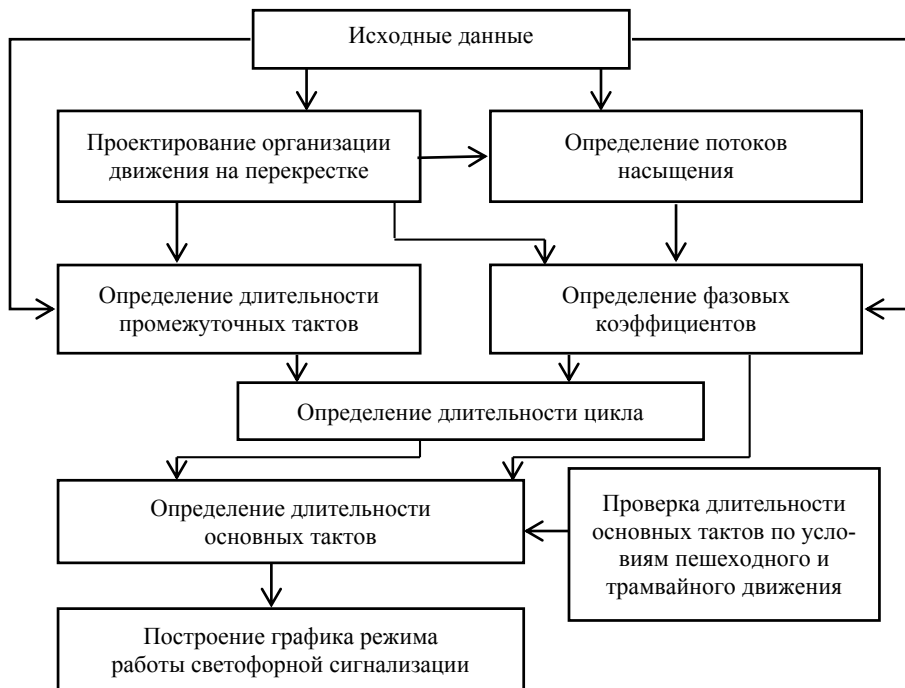 Исходные данные
Проектирование организации
движения на перекрестке
Определение потоков
насыщения
Определение длительности
промежуточных тактов
Определение фазовых
коэффициентов
Определение длительности цикла
Определение длительности
основных тактов
Проверка длительности
основных тактов по усло-
виям пешеходного и
трамвайного движения
Построение графика режима
работы светофорной сигнализации